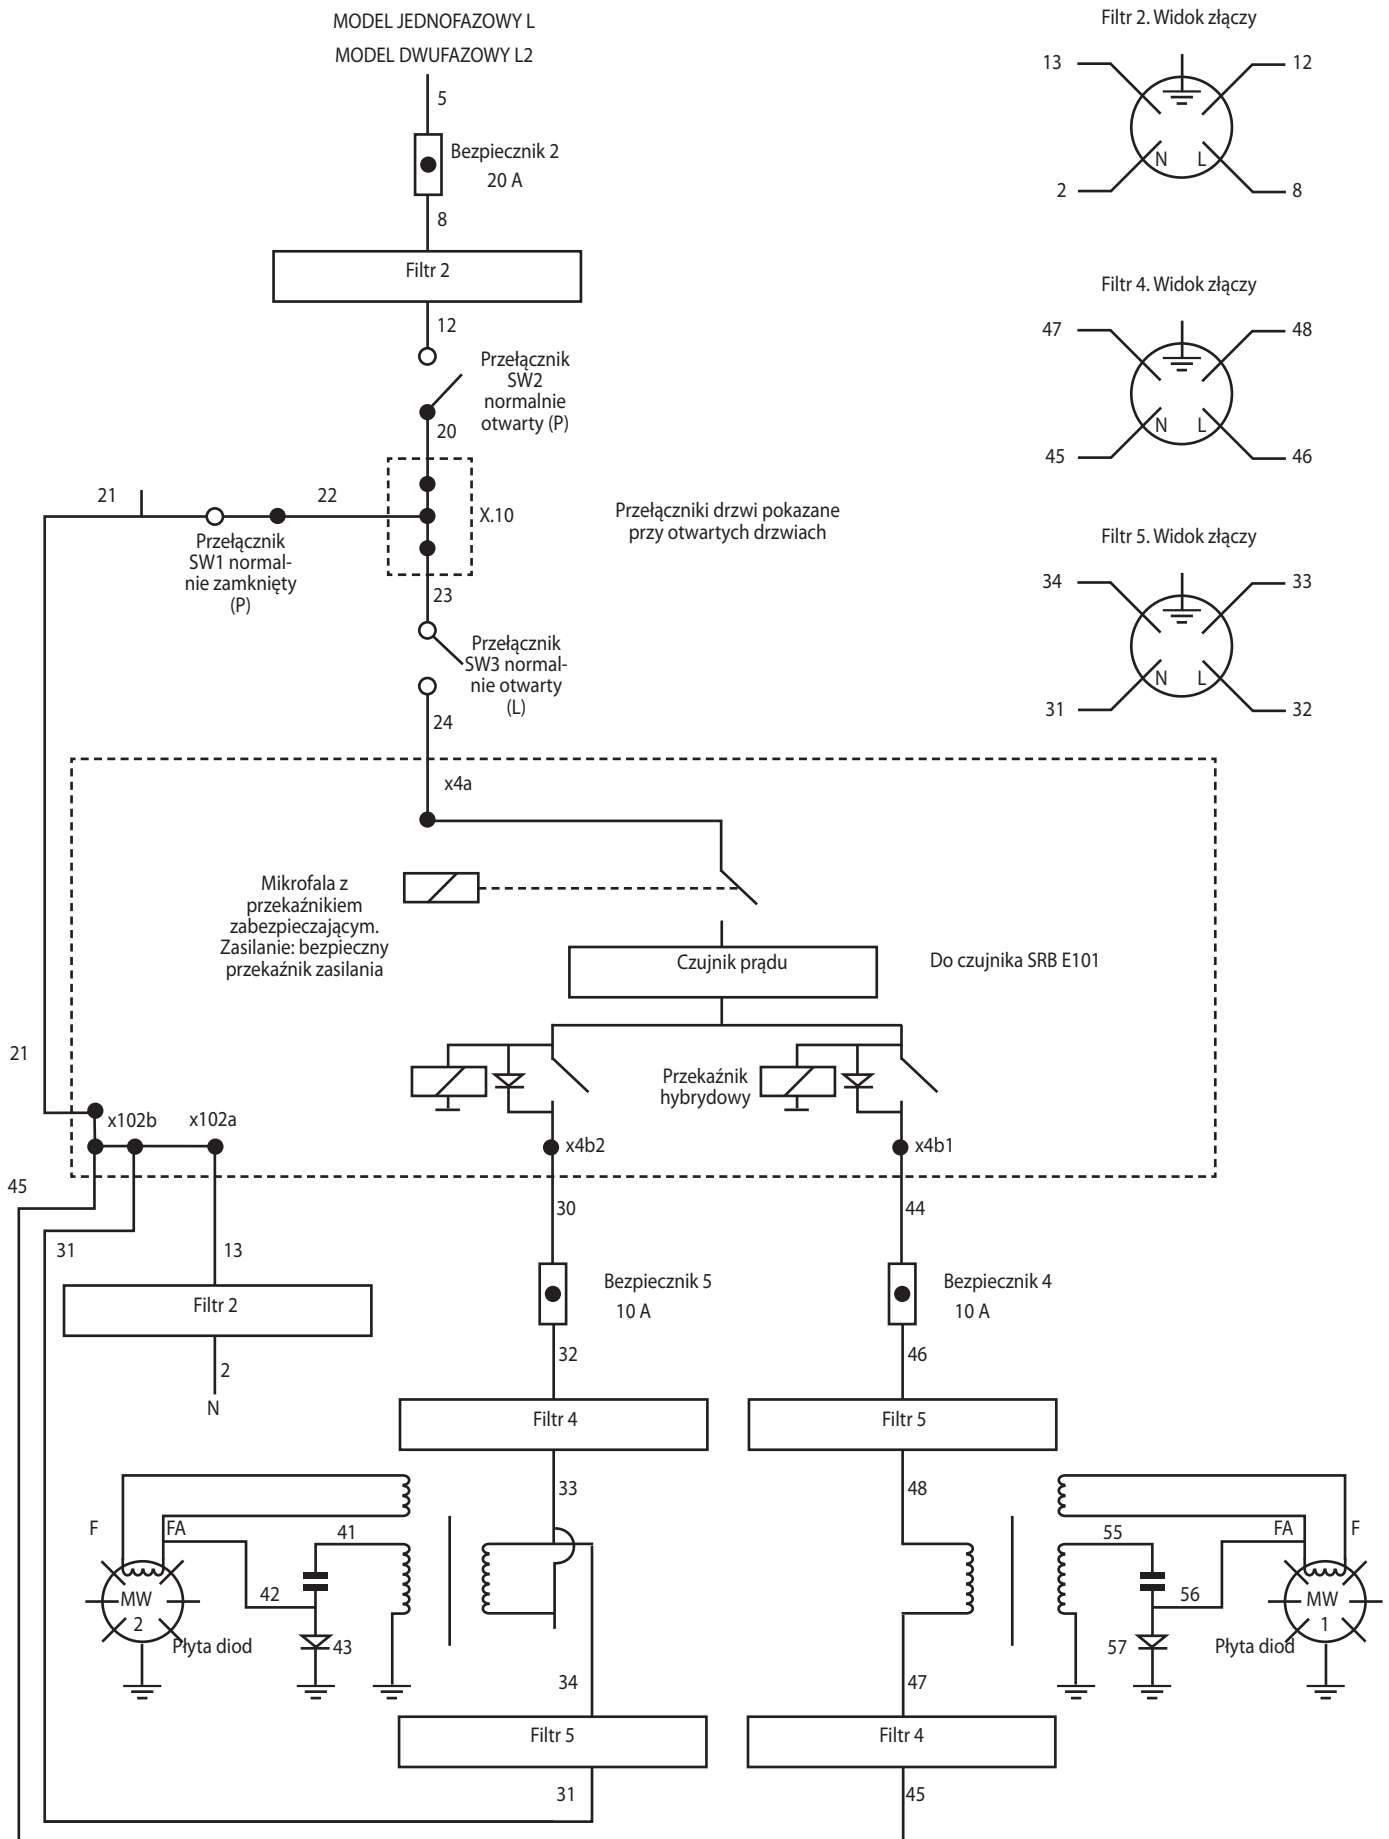 MODEL JEDNOFAZOWY L
MODEL DWUFAZOWY L2
5
Bezpiecznik 2
20 A
8
Filtr 2
12
Przełącznik
SW2
normalnie
otwarty (P)
20
21
22
X.10
Przełącznik
SW1 normal-
nie zamknięty
(P)
23
Przełącznik
SW3 normal-
nie otwarty
(L)
24
Przełączniki drzwi pokazane
przy otwartych drzwiach
Filtr 2. Widok złączy
13
12
N
L
2
8
Filtr 4. Widok złączy
47
48
N
L
45
46
Filtr 5. Widok złączy
34
33
N
L
31
32
x4a
Mikrofala z
przekaźnikiem
zabezpieczającym.
Zasilanie: bezpieczny
przekaźnik zasilania
Czujnik prądu
Do czujnika SRB E101
21
Przekaźnik
hybrydowy
x102b
x102a
x4b2
x4b1
45
30
44
31
13
Filtr 2
2
N
Bezpiecznik 5
10 A
Bezpiecznik 4
10 A
32
46
Filtr 4
Filtr 5
33
48
F
FA
41
42
MW
2
Płyta diod
43
55
FA
F
56
MW
1
57
Płyta diod
34
47
Filtr 5
Filtr 4
31
45